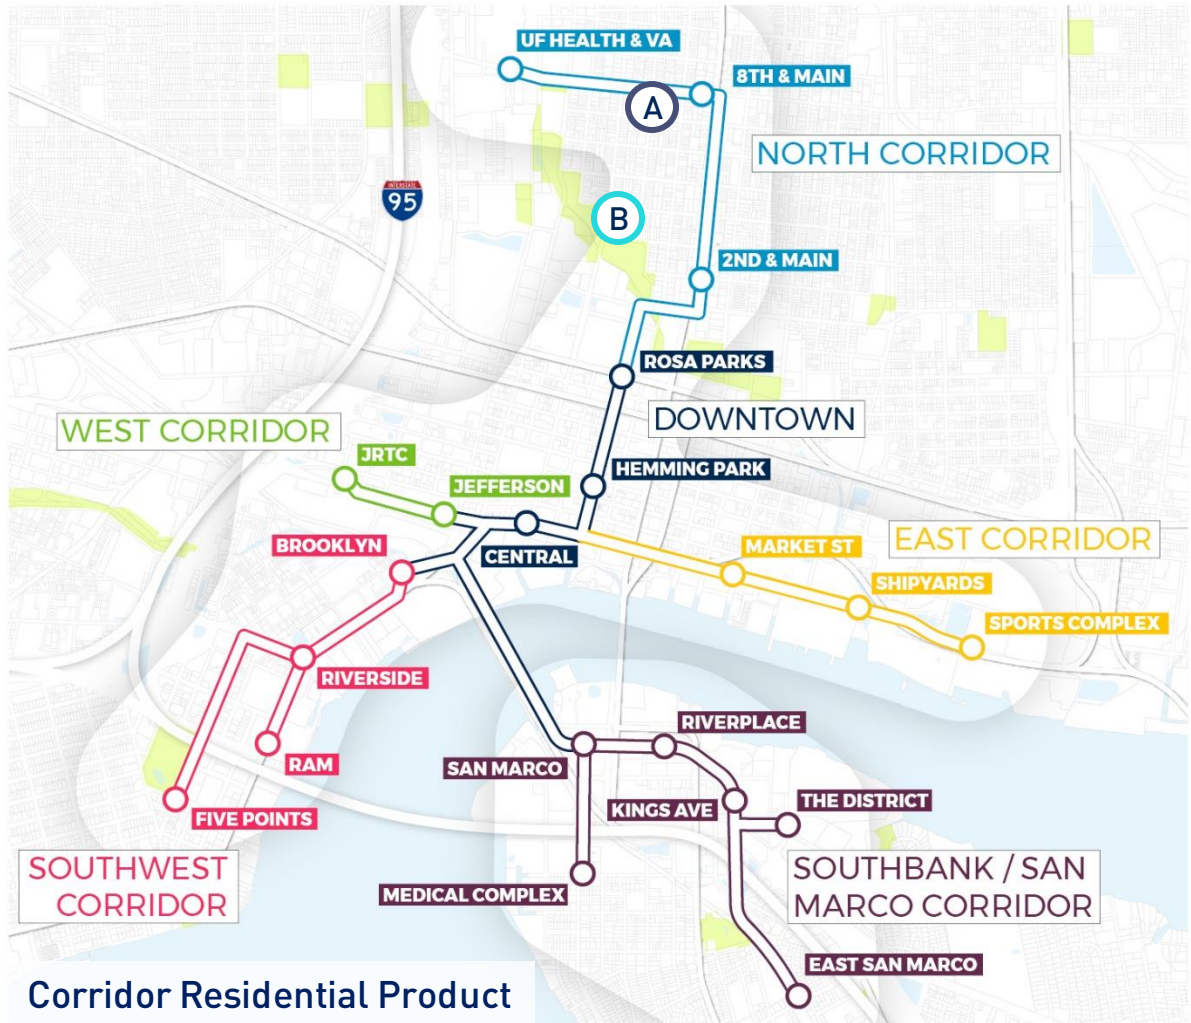 UF HEALTH & VA
8TH & MAIN
A
NORTH CORRIDOR
INTERSTATE
95
B
2ND & MAIN
ROSA PARKS
DOWNTOWN
WEST CORRIDOR
JRTC
HEMMING PARK
JEFFERSON
EAST CORRIDOR
BROOKLYN
CENTRAL
MARKET ST
SHIPYARDS
SPORTS COMPLEX
RIVERSIDE
RIVERPLACE
RAM
SAN MARCO
KINGS AVE
THE DISTRICT
FIVE POINTS
SOUTHWEST
CORRIDOR
MEDICAL COMPLEX
SOUTHBANK / SAN
MARCO CORRIDOR
EAST SAN MARCO
Corridor Residential Product